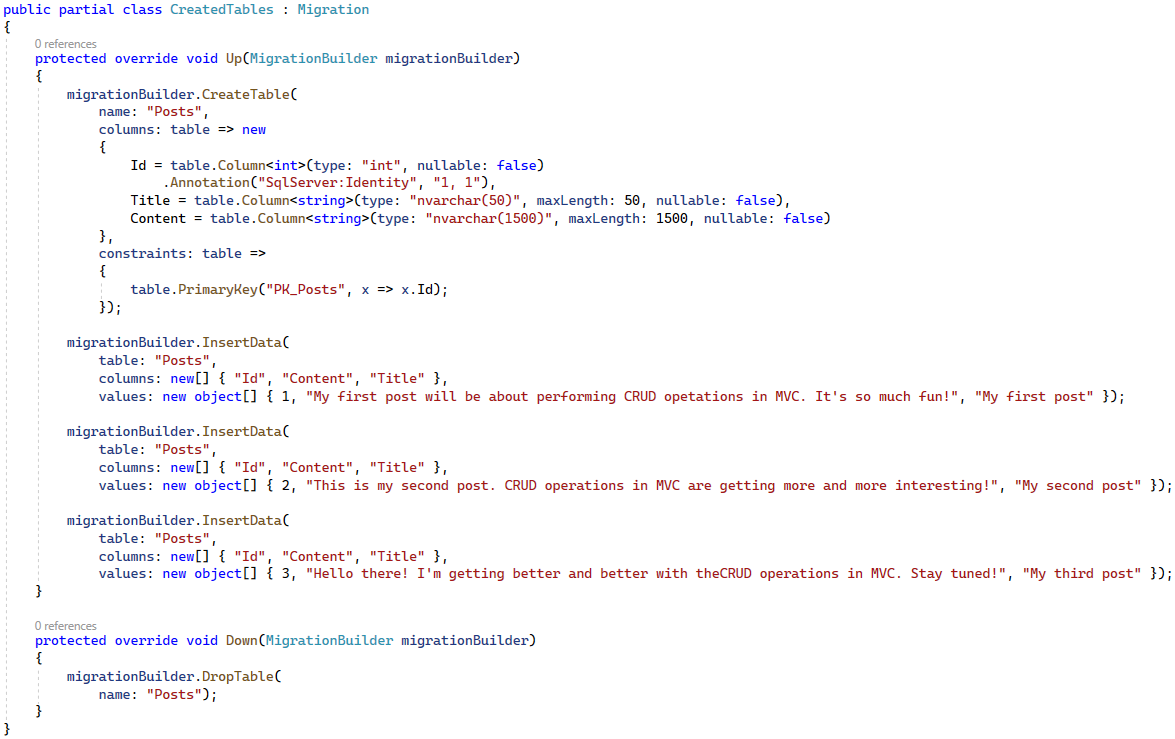 public partial class CreatedTables : Migration
{
0 references
protected override void Up(MigrationBuilder migrationBuilder)
{
migrationBuilder.CreateTable(
name: "Posts",
columns: table => new
{
Id = table.Column<int>(type: "int", nullable: false)
.Annotation("SqlServer:Identity", "1, 1"),
Title = table.Column<string>(type: "nvarchar(50)", maxLength: 50, nullable: false),
Content = table.Column<string>(type: "nvarchar(1500)", maxLength: 1500, nullable: false)
},
constraints: table =>
{
table.PrimaryKey("PK_Posts", x => x.Id);
});
migrationBuilder.InsertData(
table: "Posts",
columns: new[] { "Id", "Content", "Title" },
values: new object[] { 1, "My first post will be about performing CRUD opetations in MVC. It's so much fun!", "My first post" });
migrationBuilder.InsertData(
table: "Posts",
columns: new[] { "Id", "Content", "Title" },
values: new object[] { 2, "This is my second post. CRUD operations in MVC are getting more and more interesting!", "My second post" });
migrationBuilder.InsertData(
table: "Posts",
columns: new[] { "Id", "Content", "Title" },
values: new object[] { 3, "Hello there! I'm getting better and better with theCRUD operations in MVC. Stay tuned!", "My third post" });
}
0 references
protected override void Down(MigrationBuilder migrationBuilder)
{
migrationBuilder.DropTable(
name: "Posts");
}
}